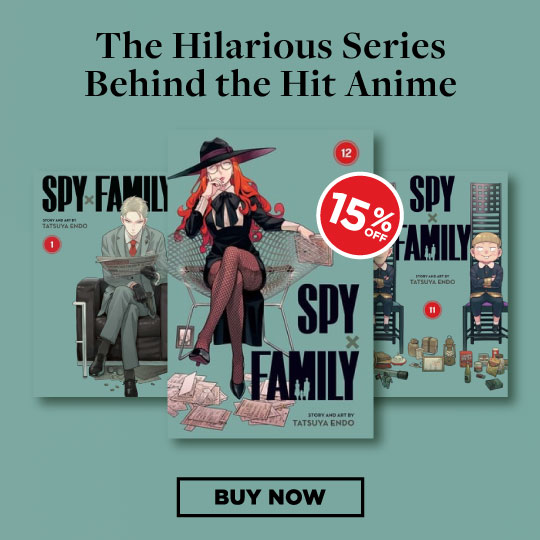 The Hilarious Series
Behind the Hit Anime
SPY×FAMILY
STORY AND ART BY
TATSUYA ENDO
1
12
15%
OFF
SPY
×
FAMILY
STORY AND ART BY
TATSUYA ENDO
SPY
×
FAMILY
STORY AND ART BY
TATSUYA ENDO
11
BUY NOW